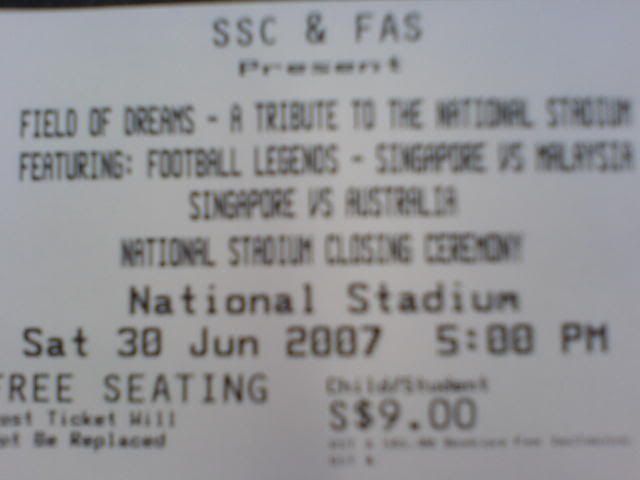 SSC & FAS
Present
FIELD OF DREAMS - A TRIBUTE TO THE NATIONAL STADIUM
FEATURING: FOOTBALL LEGENDS - SINGAPORE VS MALAYSIA
SINGAPORE VS AUSTRALIA
NATIONAL STADIUM CLOSING CEREMONY
National Stadium
Sat 30 Jun 2007 5:00 PM
FREE SEATING
Child/Student
S$9.00
ost Ticket Will
ot Be Replaced